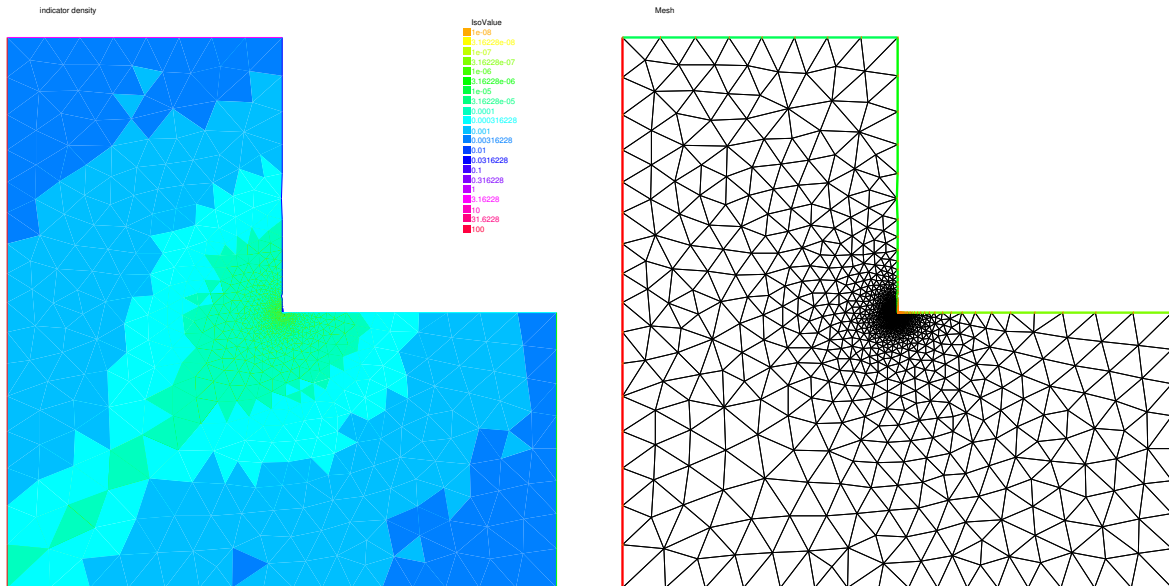 indicator density
IsoValue
1e-08
3.16228e-08
1e-07
3.16228e-07
1e-06
3.16228e-06
1e-05
3.16228e-05
0.0001
0.000316228
0.001
0.00316228
0.01
0.0316228
0.1
0.316228
1
3.16228
10
31.6228
100
Mesh